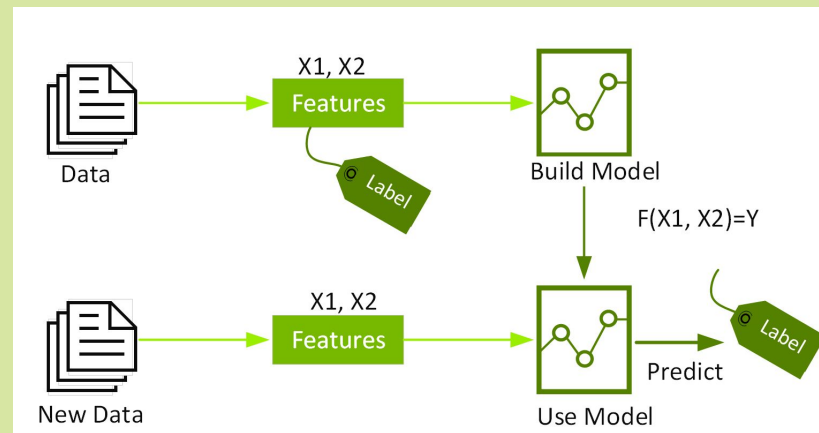 X1, X2
Features
Label
Data
Build Model
F(X1, X2)=Y
X1, X2
Features
Label
Predict
New Data
Use Model